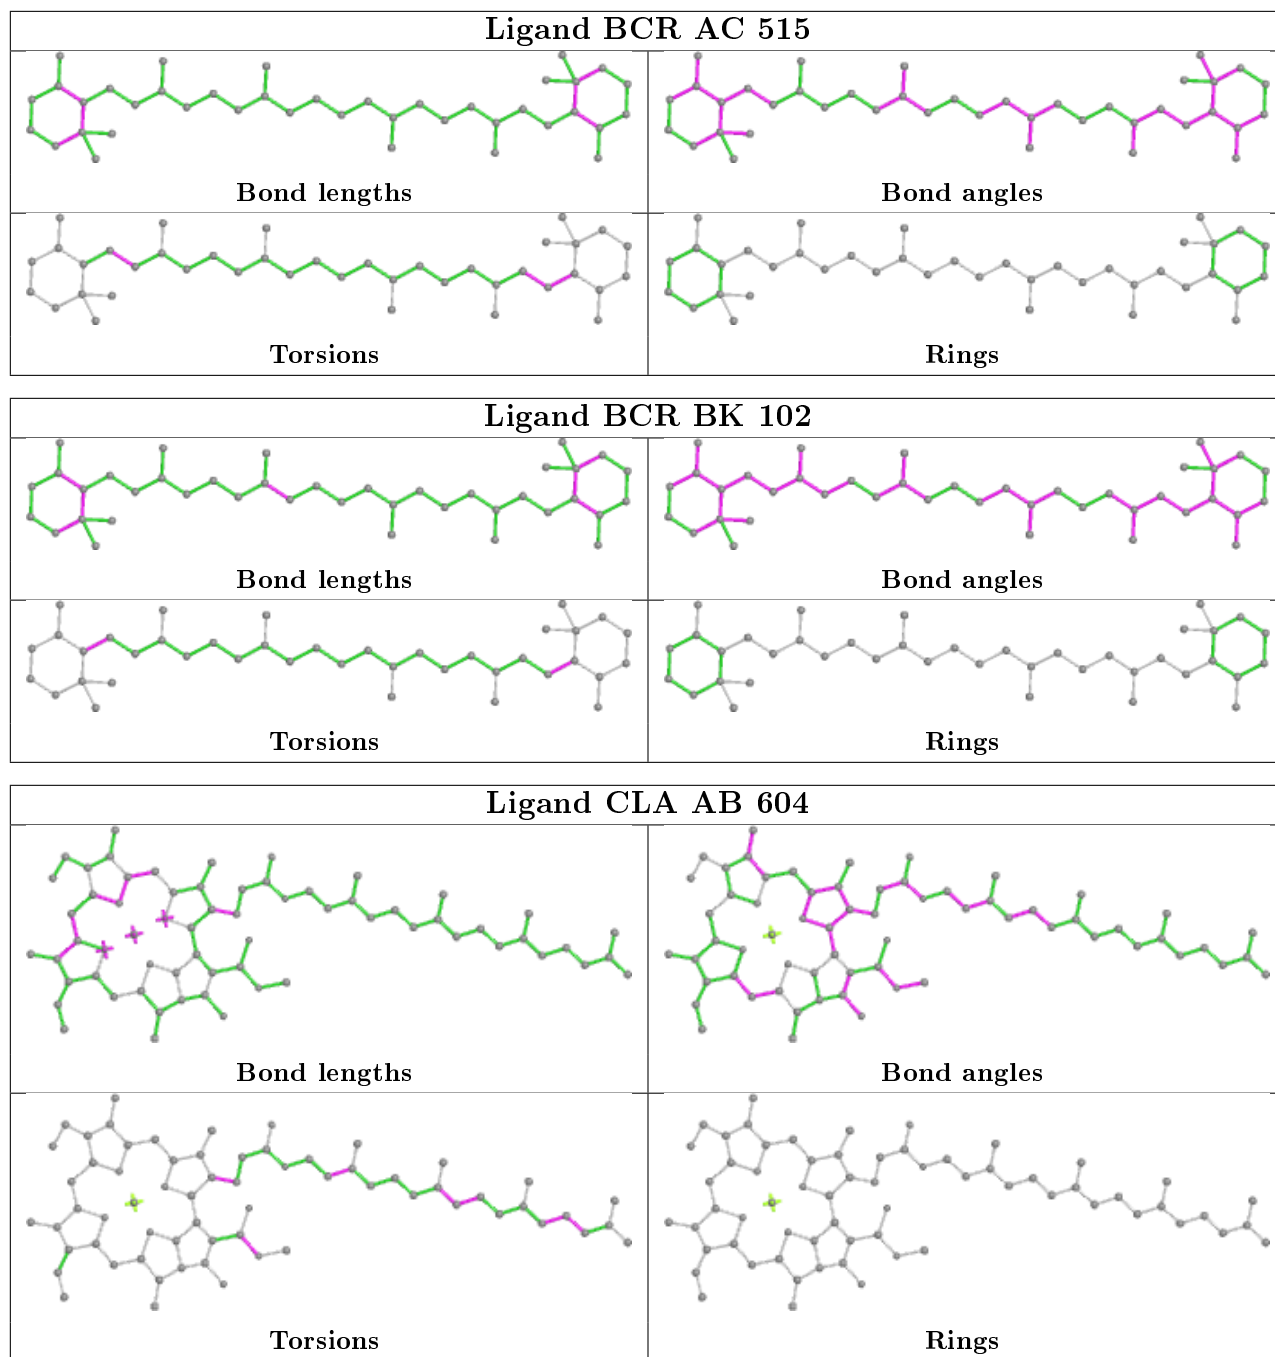 Ligand BCR AC 515
Bond lengths
Bond angles
Torsions
Rings
Ligand BCR BK 102
Bond lengths
Bond angles
Torsions
Rings
Ligand CLA AB 604
Bond lengths
Bond angles
Torsions
Rings